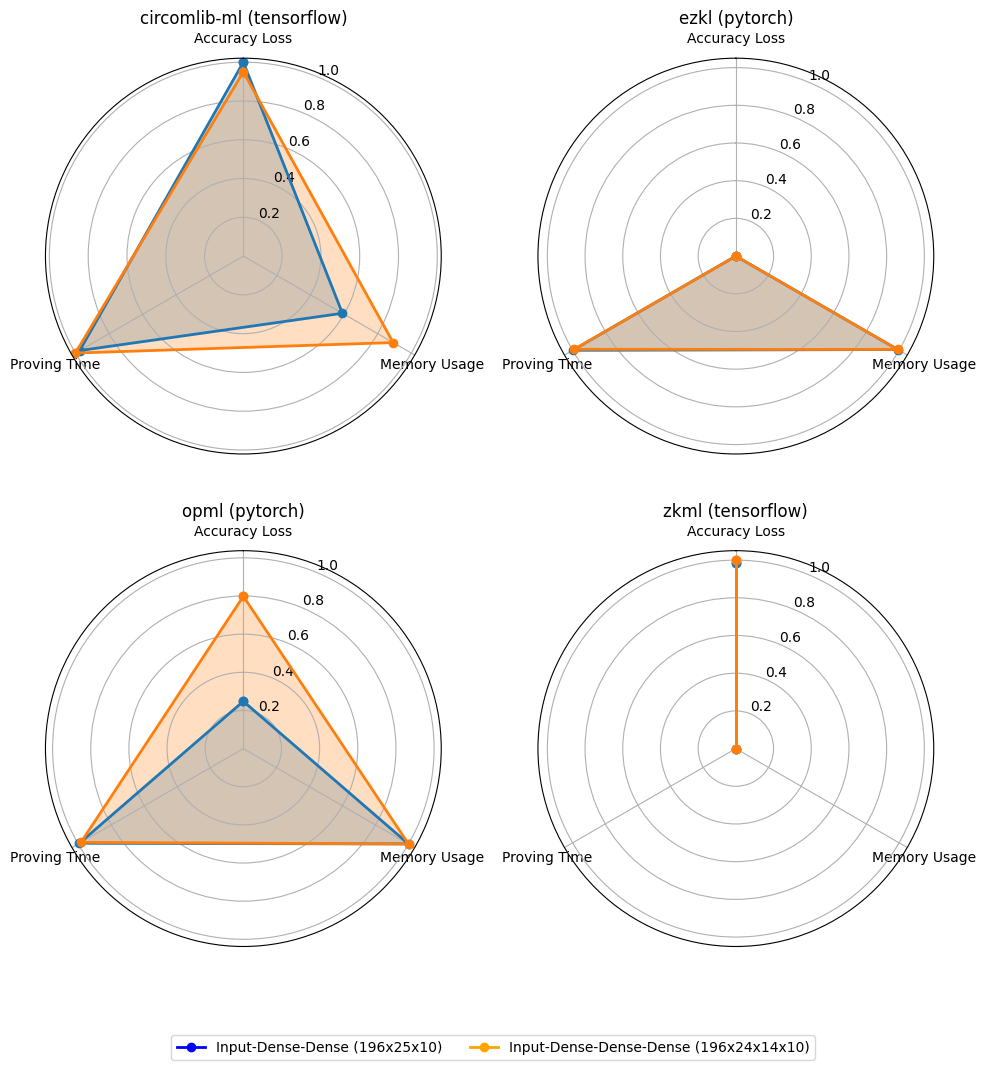 circomlib-ml (tensorflow)
Accuracy Loss
1.0
0.8
0.6
0.4
0.2
Proving Time
Memory Usage
ezkl (pytorch)
Accuracy Loss
1.0
0.8
0.6
0.4
0.2
Proving Time
Memory Usage
opml (pytorch)
Accuracy Loss
1.0
0.8
0.6
0.4
0.2
Proving Time
Memory Usage
zkml (tensorflow)
Accuracy Loss
1.0
0.8
0.6
0.4
0.2
Proving Time
Memory Usage
Input-Dense-Dense (196x25x10)
Input-Dense-Dense-Dense (196x24x14x10)